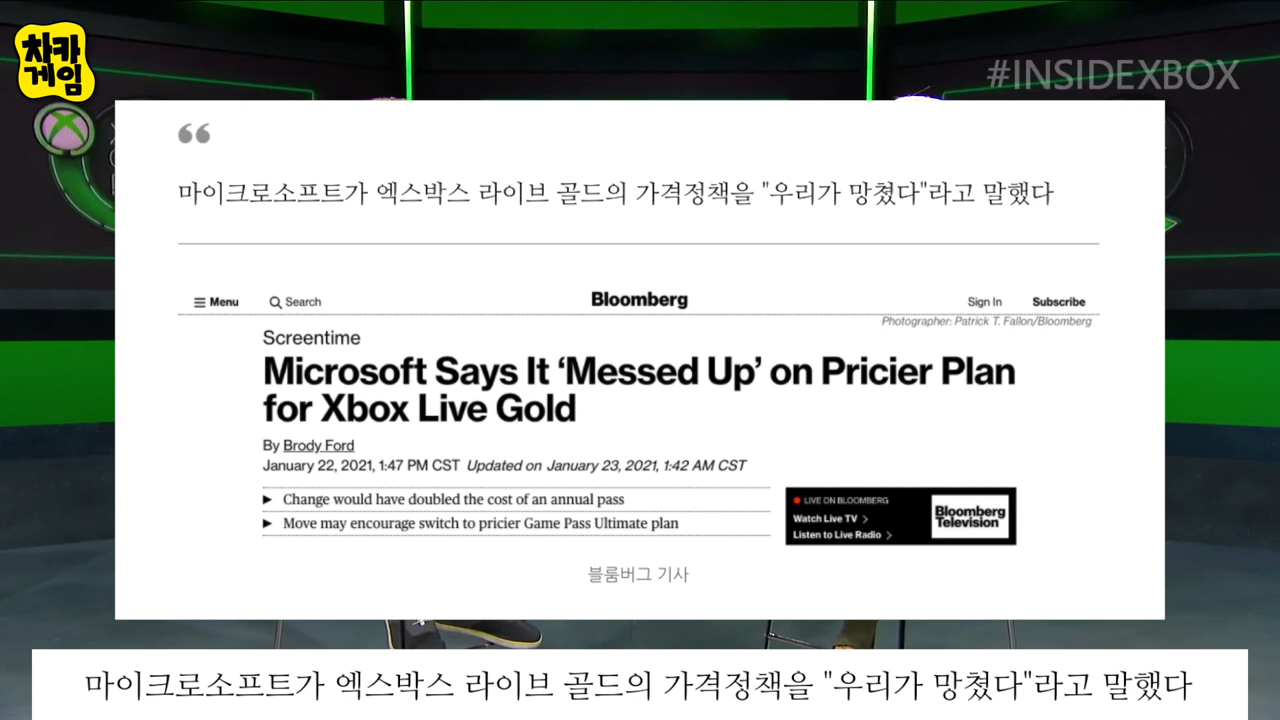 차카
게임
#INSIDEXBOX
마이크로소프트가 엑스박스 라이브 골드의 가격정책을 "우리가 망쳤다"라고 말했다
Menu Search Bloomberg Sign In Subscribe
Photographer: Patrick T. Fallon/Bloomberg
Screentime
Microsoft Says It ‘Messed Up’ on Pricier Plan
for Xbox Live Gold
By Brody Ford
January 22, 2021, 1:47 PM CST Updated on January 23, 2021, 1:42 AM CST
Change would have doubled the cost of an annual pass
Move may encourage switch to pricier Game Pass Ultimate plan
LIVE ON BLOOMBERG
Watch Live TV
Listen to Live Radio
Bloomberg
Television
블룸버그 기사
마이크로소프트가 엑스박스 라이브 골드의 가격정책을 "우리가 망쳤다"라고 말했다